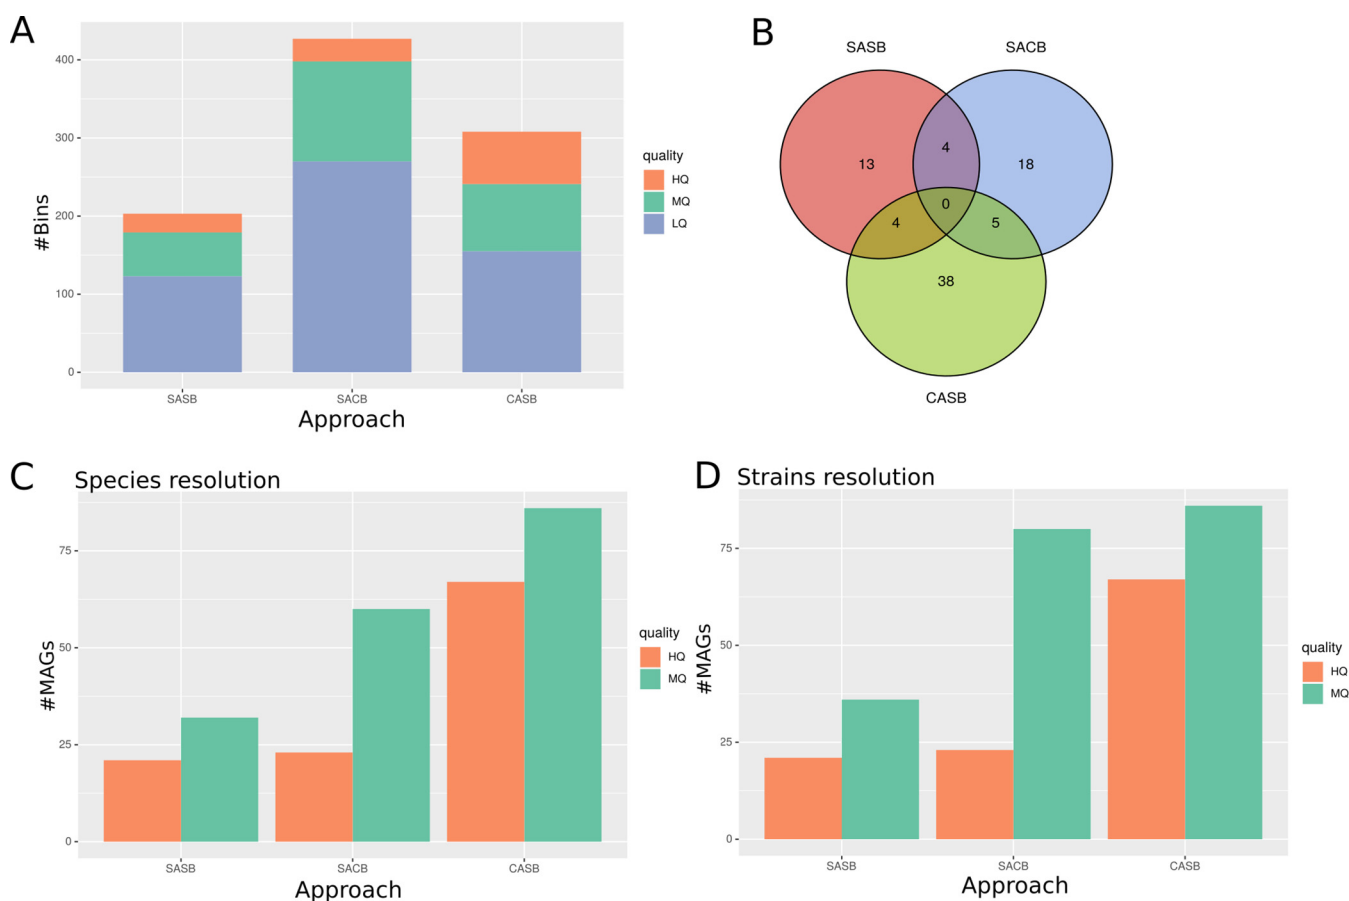 A
400
300
200
100
0
#Bins
SASB
SACB
CASB
Approach
quality
HQ
MQ
LQ
B
SASB
SACB
13
4
18
0
4
5
38
CASB
C
Species resolution
75
50
25
0
#MAGs
SASB
SACB
CASB
Approach
quality
HQ
MQ
D
Strains resolution
75
50
25
0
#MAGs
SASB
SACB
CASB
Approach
quality
HQ
MQ